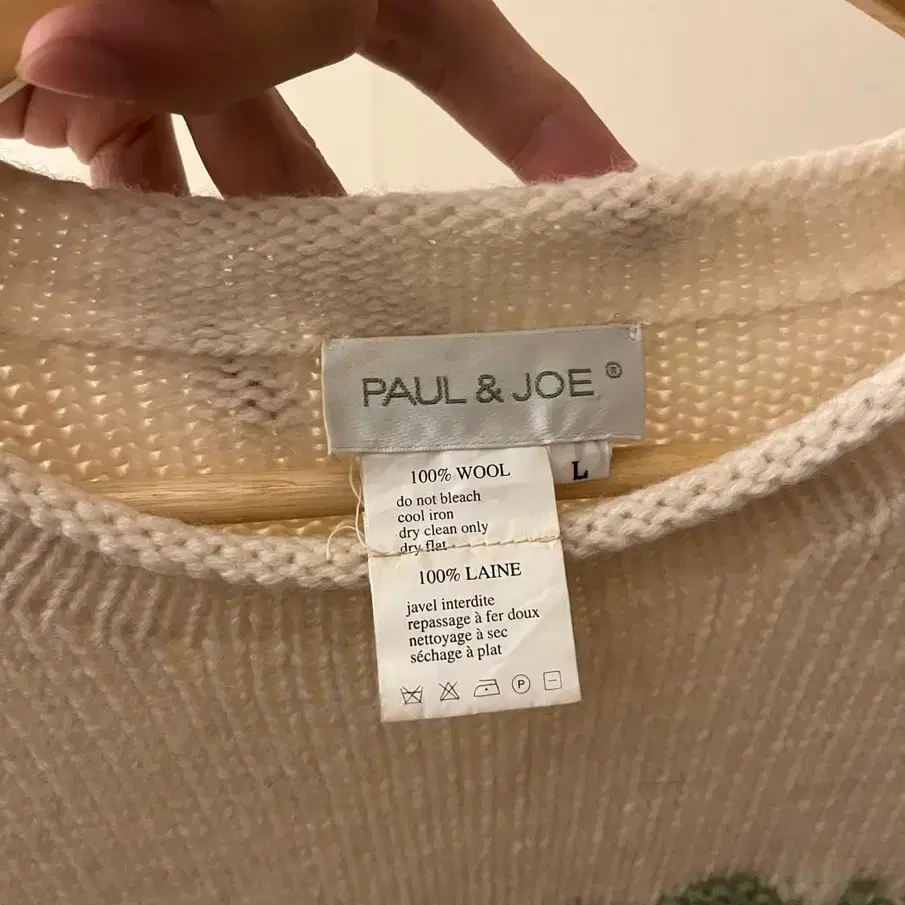 PAUL & JOE ®
L
100% WOOL
do not bleach
cool iron
dry clean only
dry flat
100% LAINE
javel interdite
repassage à fer doux
nettoyage à sec
séchage à plat
P